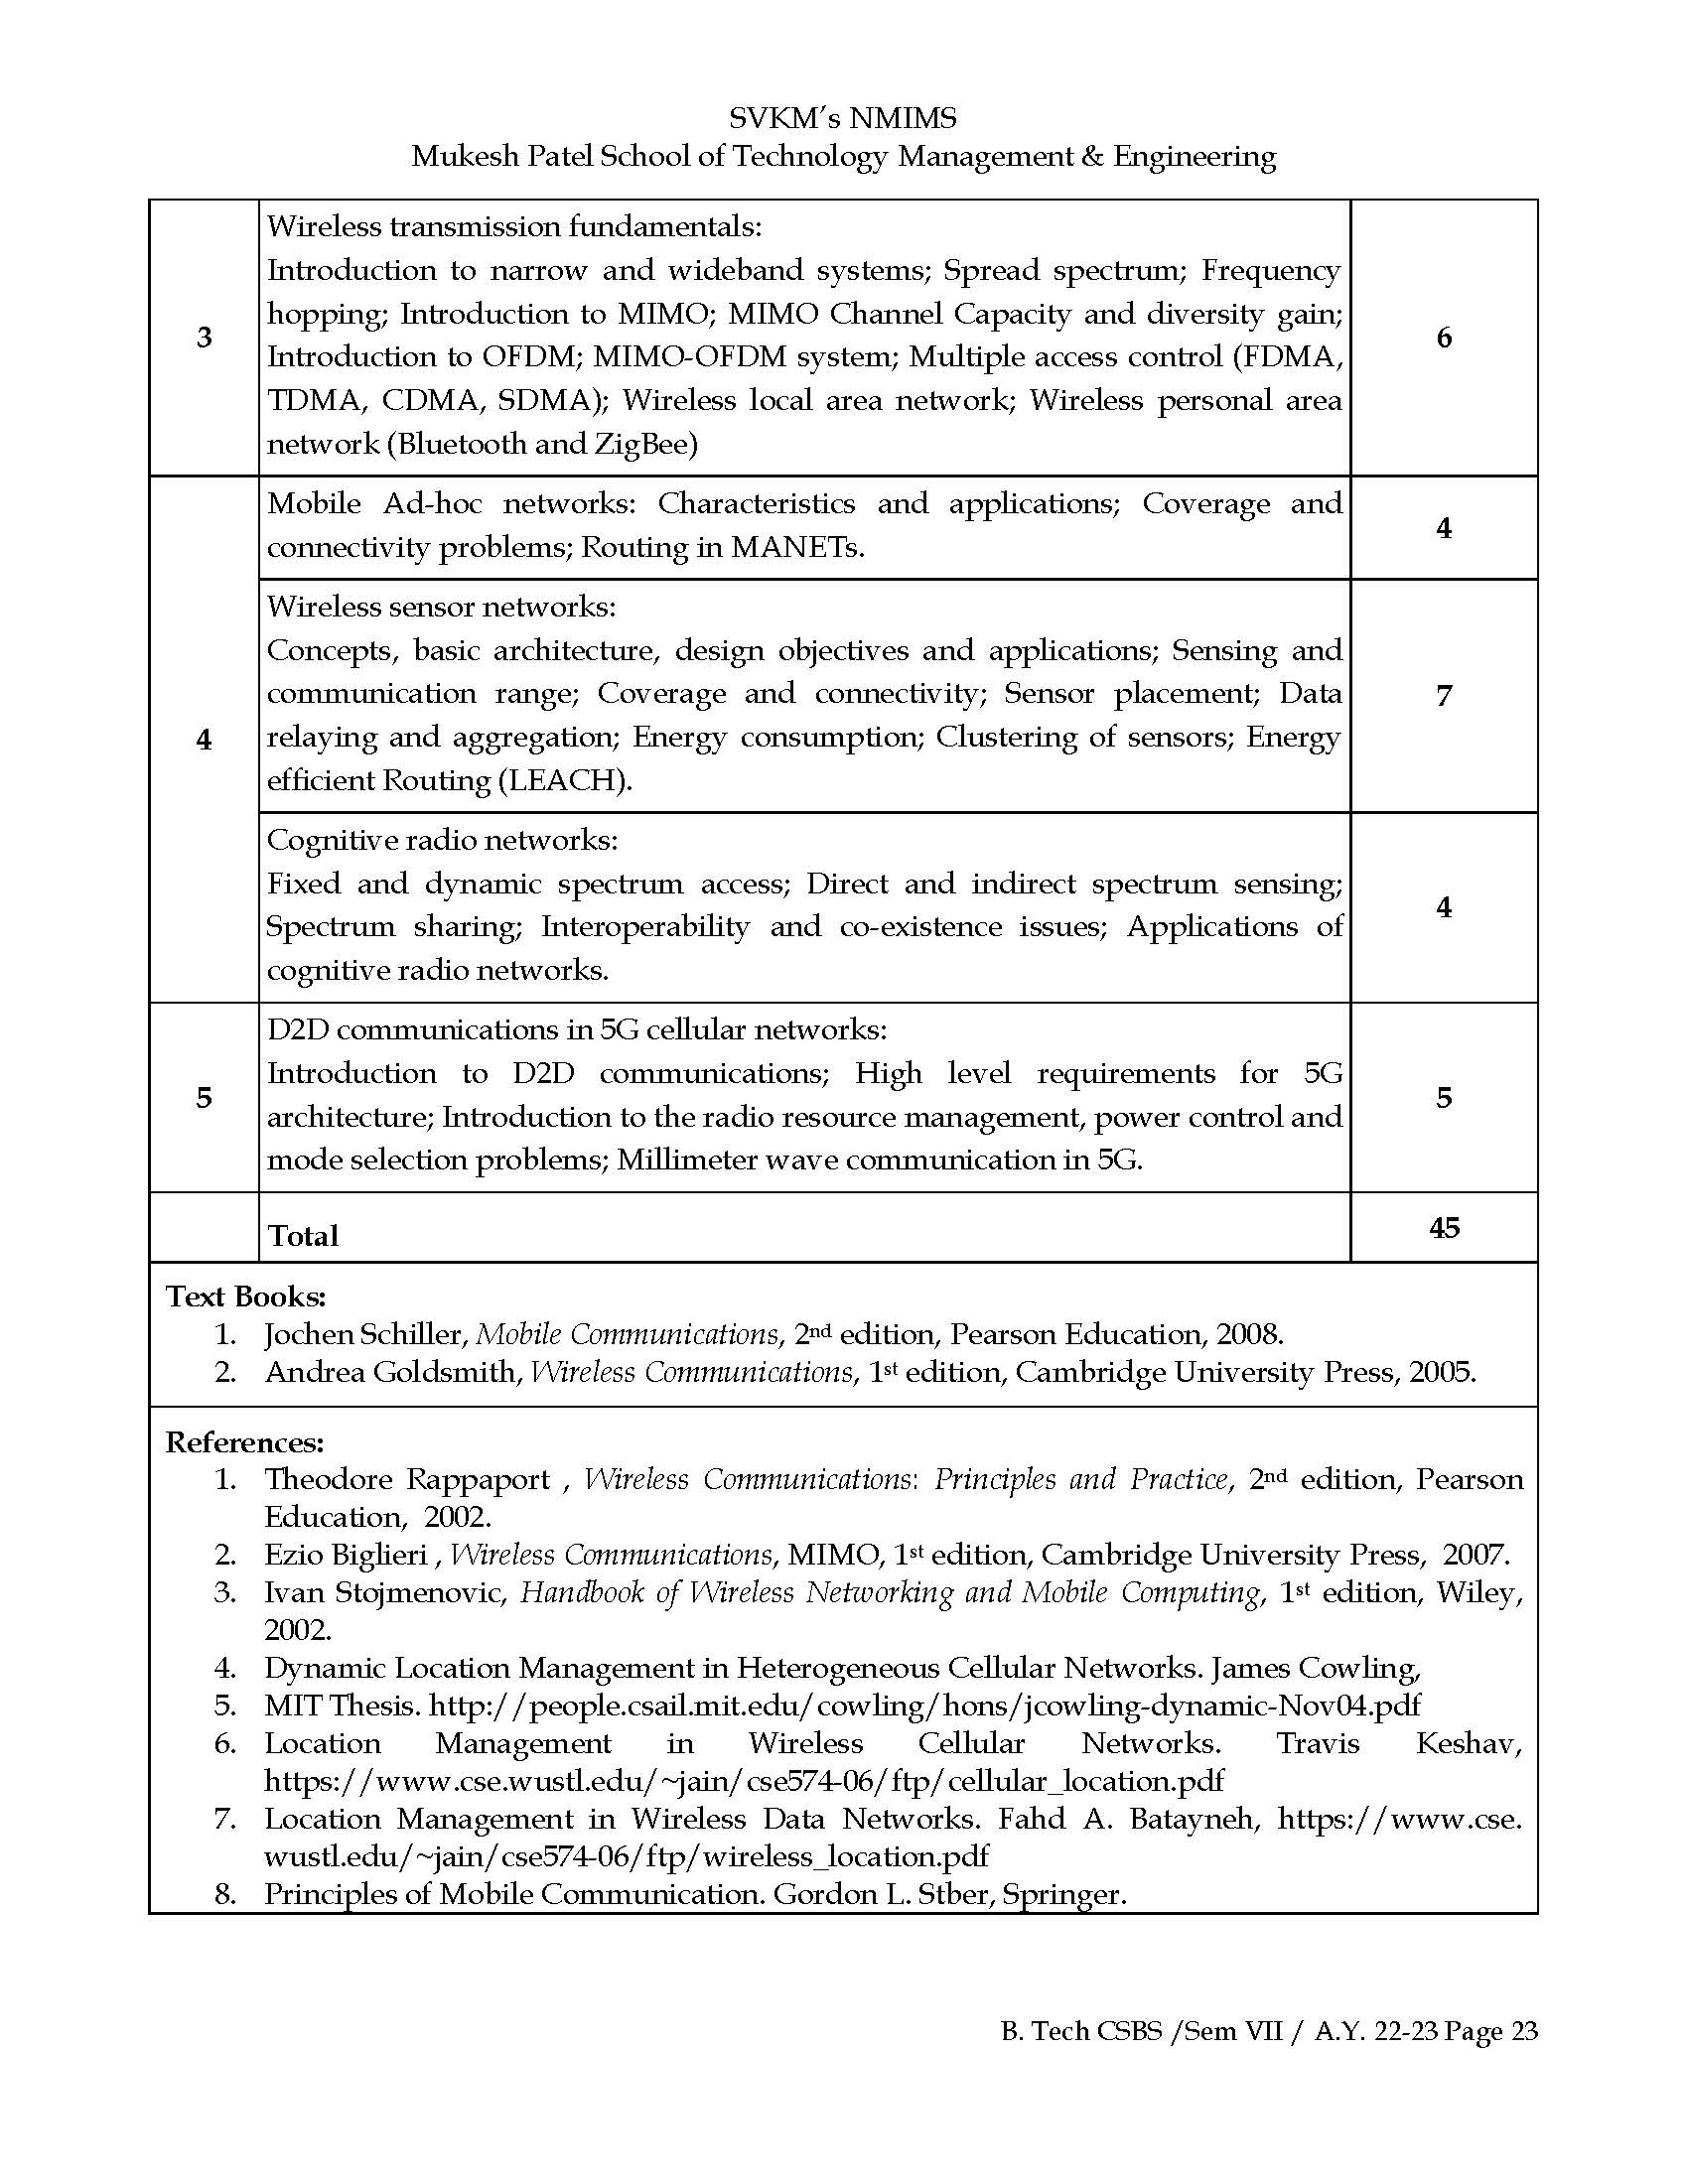 SVKM's NMIMS
Mukesh Patel School of Technology Management & Engineering
3
Wireless transmission fundamentals:
Introduction to narrow and wideband systems; Spread spectrum; Frequency
hopping; Introduction to MIMO; MIMO Channel Capacity and diversity gain;
Introduction to OFDM; MIMO-OFDM system; Multiple access control (FDMA,
TDMA, CDMA, SDMA); Wireless local area network; Wireless personal area
network (Bluetooth and ZigBee)
6
4
Mobile Ad-hoc networks: Characteristics and applications; Coverage and
connectivity problems; Routing in MANETs.
4
Wireless sensor networks:
Concepts, basic architecture, design objectives and applications; Sensing and
communication range; Coverage and connectivity; Sensor placement; Data
relaying and aggregation; Energy consumption; Clustering of sensors; Energy
efficient Routing (LEACH).
7
Cognitive radio networks:
Fixed and dynamic spectrum access; Direct and indirect spectrum sensing;
Spectrum sharing; Interoperability and co-existence issues; Applications of
cognitive radio networks.
4
5
D2D communications in 5G cellular networks:
Introduction to D2D communications; High level requirements for 5G
architecture; Introduction to the radio resource management, power control and
mode selection problems; Millimeter wave communication in 5G.
5
Total
45
Text Books:
1. Jochen Schiller, Mobile Communications, 2nd edition, Pearson Education, 2008.
2. Andrea Goldsmith, Wireless Communications, 1st edition, Cambridge University Press, 2005.
References:
1. Theodore Rappaport , Wireless Communications: Principles and Practice, 2nd edition, Pearson
Education, 2002.
2. Ezio Biglieri , Wireless Communications, MIMO, 1st edition, Cambridge University Press, 2007.
3. Ivan Stojmenovic, Handbook of Wireless Networking and Mobile Computing, 1st edition, Wiley,
2002.
4. Dynamic Location Management in Heterogeneous Cellular Networks. James Cowling,
5. MIT Thesis. http://people.csail.mit.edu/cowling/hons/jcowling-dynamic-Nov04.pdf
6. Location Management in Wireless Cellular Networks. Travis Keshav,
https://www.cse.wustl.edu/~jain/cse574-06/ftp/cellular_location.pdf
7. Location Management in Wireless Data Networks. Fahd A. Batayneh, https://www.cse.
wustl.edu/~jain/cse574-06/ftp/wireless_location.pdf
8. Principles of Mobile Communication. Gordon L. Stber, Springer.
B. Tech CSBS /Sem VII / A.Y. 22-23 Page 23